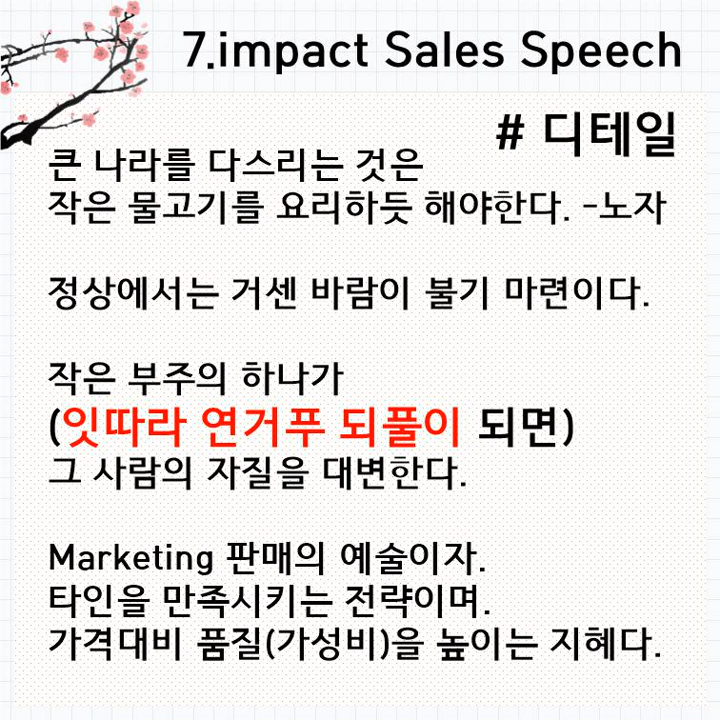 7.impact Sales Speech
# 디테일
큰 나라를 다스리는 것은
작은 물고기를 요리하듯 해야한다. -노자
정상에서는 거센 바람이 불기 마련이다.
작은 부주의 하나가
(잇따라 연거푸 되풀이 되면)
그 사람의 자질을 대변한다.
Marketing 판매의 예술이자.
타인을 만족시키는 전략이며.
가격대비 품질(가성비)을 높이는 지혜다.